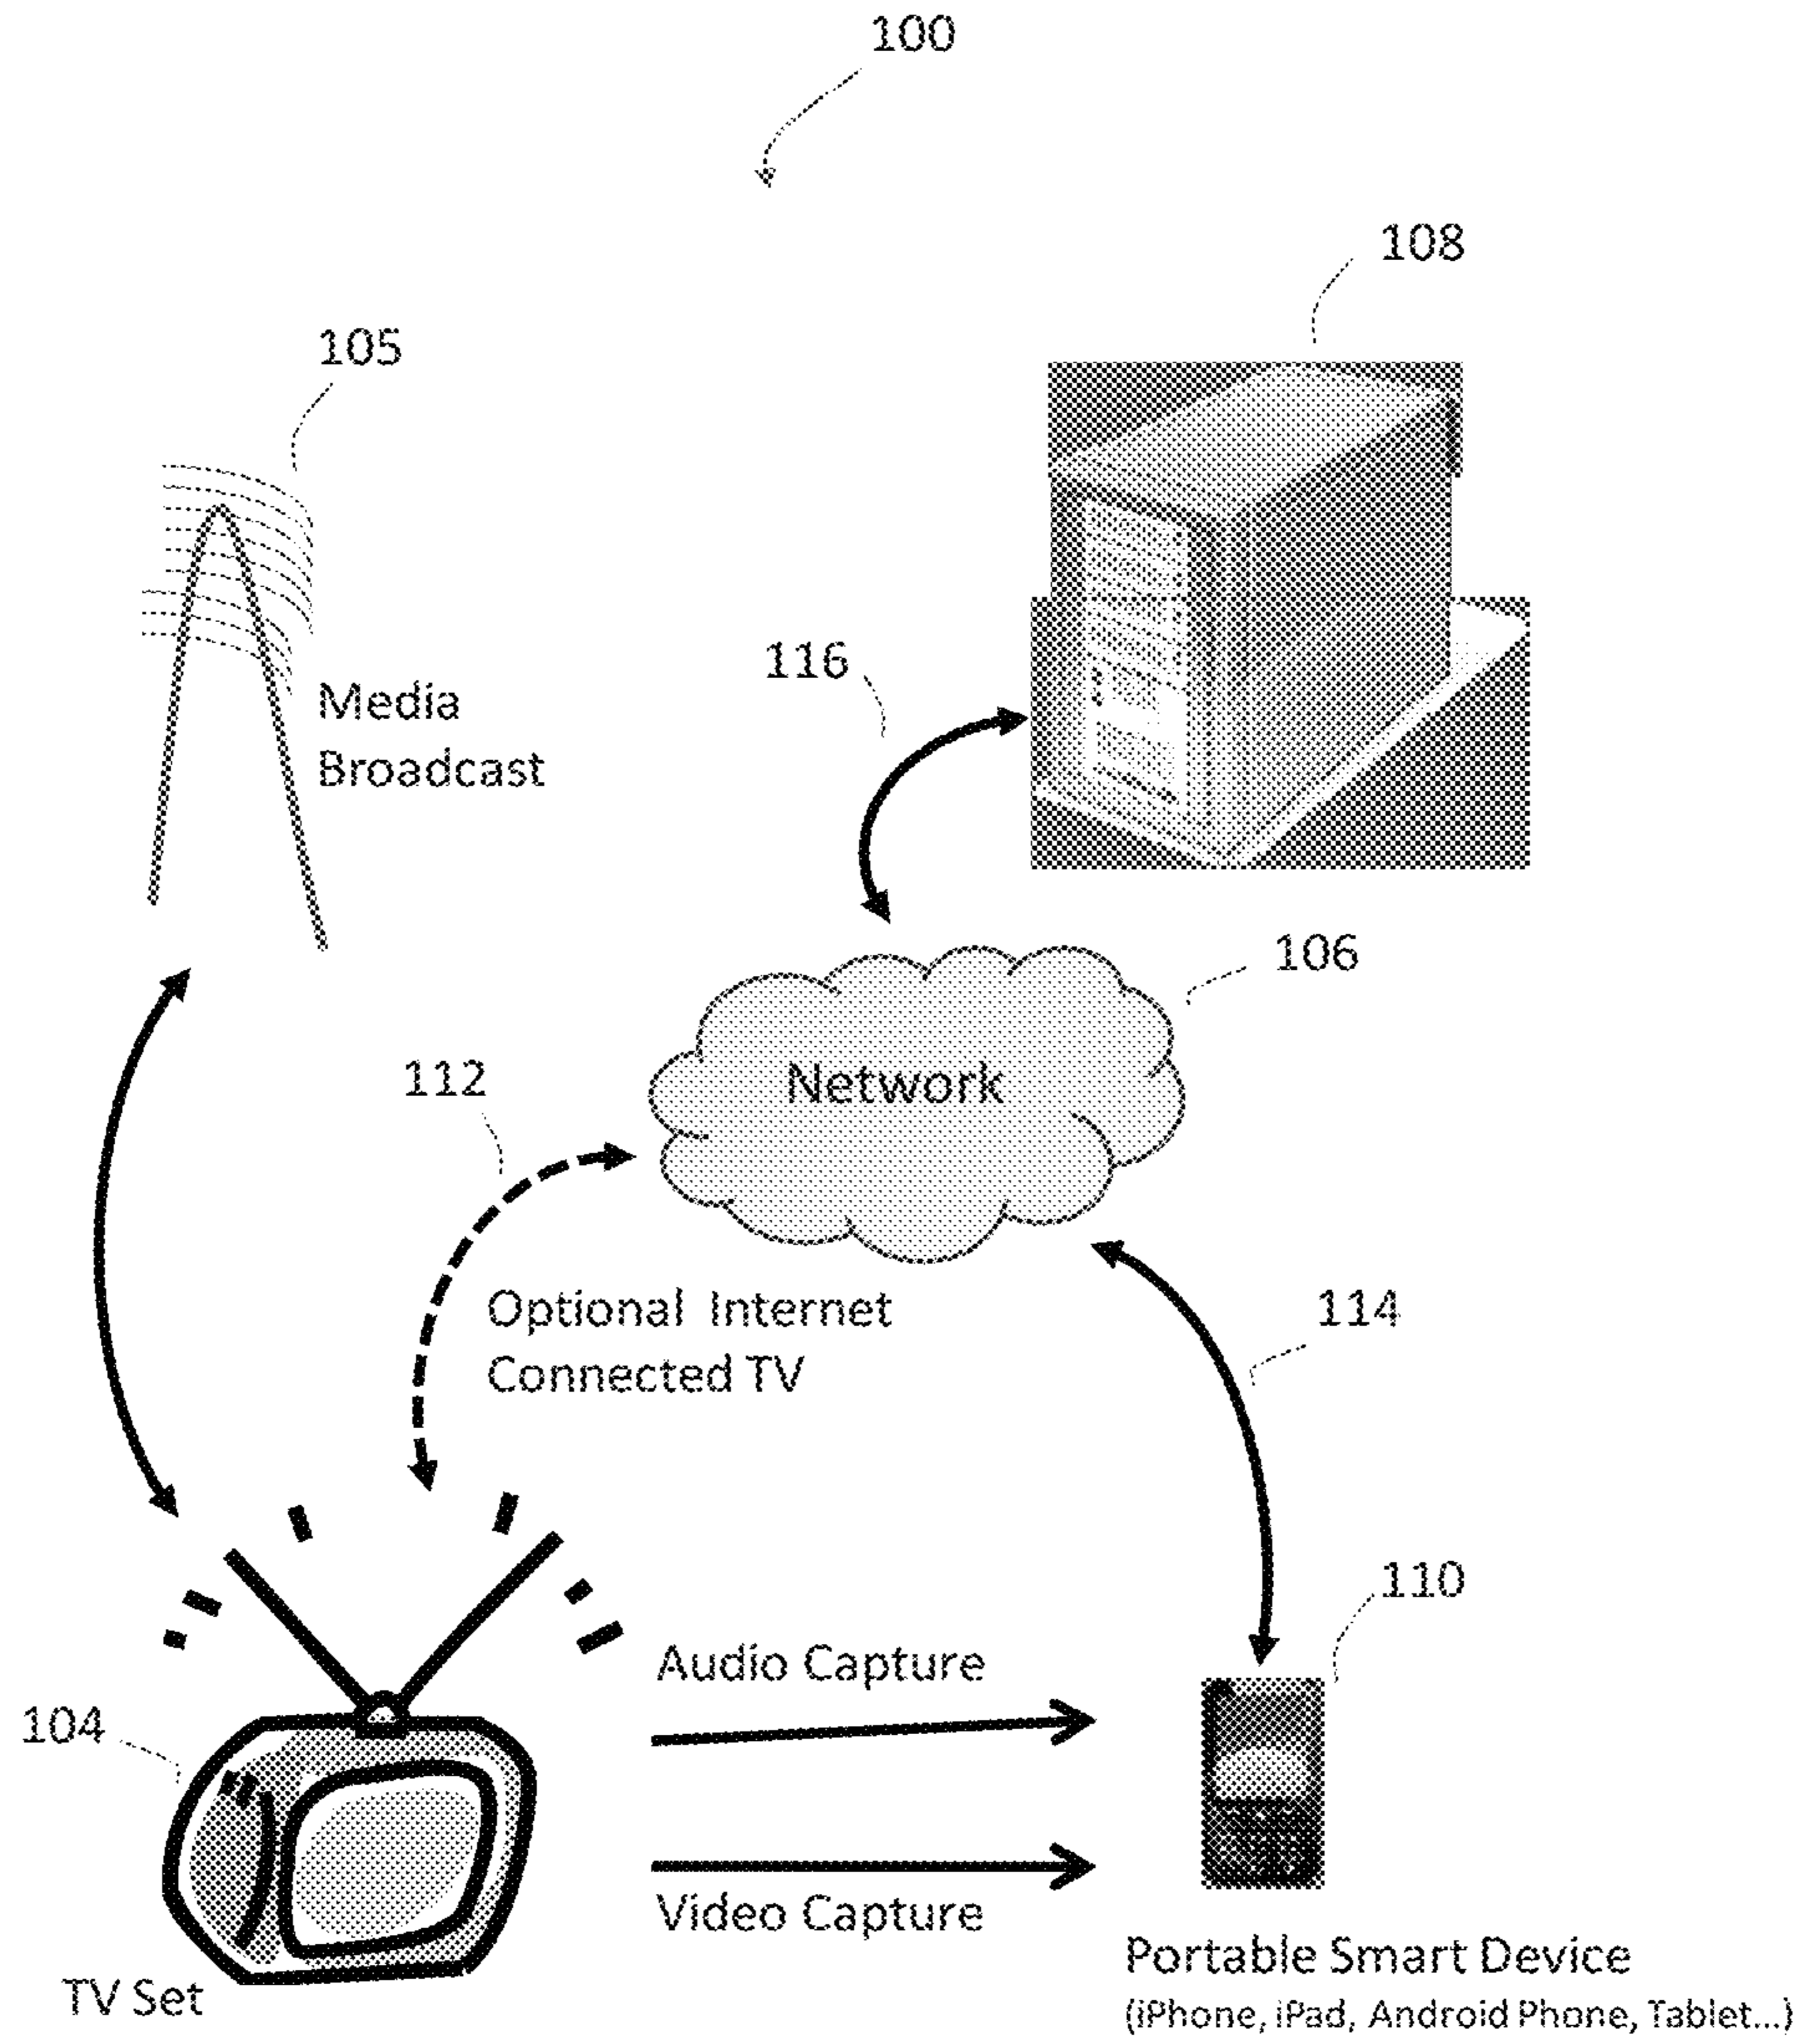 100
108
105
116
Media
Broadcast
106
Network
112
Optional Internet
Connected TV
114
110
Audio Capture
104
Video Capture
Portable Smart Device
(iPhone, iPad, Android Phone, Tablet...)
TV Set